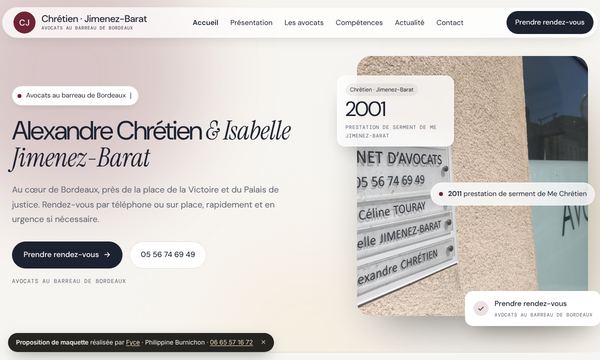 CJ
Chrétien · Jimenez-Barat
AVOCATS AU BARREAU DE BORDEAUX
Accueil Présentation Les avocats Compétences Actualité Contact
Prendre rendez-vous
Avocats au barreau de Bordeaux
Alexandre Chrétien & Isabelle
Jimenez-Barat
Au cœur de Bordeaux, près de la place de la Victoire et du Palais de
justice. Rendez-vous par téléphone ou sur place, rapidement et en
urgence si nécessaire.
Prendre rendez-vous →
05 56 74 69 49
AVOCATS AU BARREAU DE BORDEAUX
Chrétien · Jimenez-Barat
2001
PRESTATION DE SERMENT DE ME
JIMENEZ-BARAT
NET D'AVOCATS
05 56 74 69 49
Céline TOURAY
elle JIMENEZ-BARAT
exandre CHRÉTIEN
2001 prestation de serment de Me Chrétien
Prendre rendez-vous
AVOCATS AU BARREAU DE BORDEAUX
Proposition de maquette réalisée par Fyce · Philippine Burnichon · 06 65 57 16 72 ×